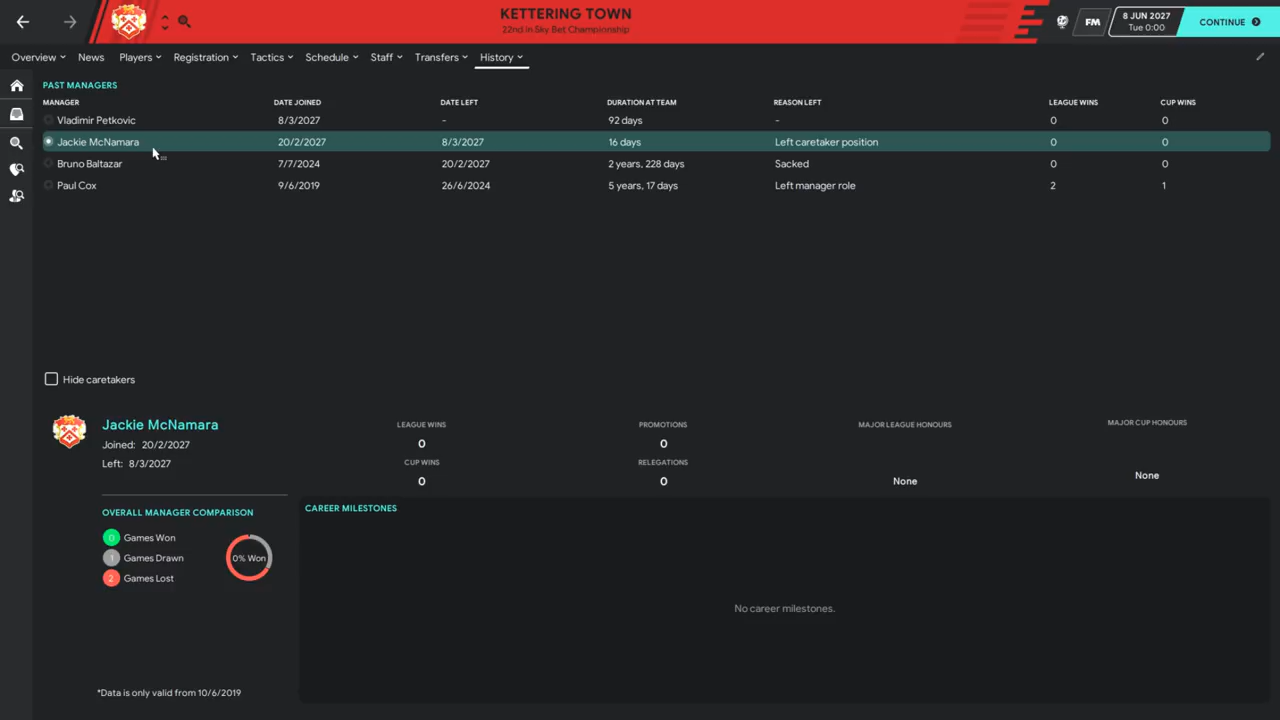 KETTERING TOWN
22nd in Sky Bet Championship
FM
8 JUN 2027
Tue 0:00
CONTINUE
Overview News Players Registration Tactics Schedule Staff Transfers History
PAST MANAGERS
MANAGER DATE JOINED DATE LEFT DURATION AT TEAM REASON LEFT LEAGUE WINS CUP WINS
Vladimir Petkovic 8/3/2027 - 92 days - 0 0
Jackie McNamara 20/2/2027 8/3/2027 16 days Left caretaker position 0 0
Bruno Baltazar 7/7/2024 20/2/2027 2 years, 228 days Sacked 0 0
Paul Cox 9/6/2019 26/6/2024 5 years, 17 days Left manager role 2 1
Hide caretakers
Jackie McNamara
Joined: 20/2/2027
Left: 8/3/2027
LEAGUE WINS PROMOTIONS MAJOR LEAGUE HONOURS MAJOR CUP HONOURS
0 0
CUP WINS RELEGATIONS
0 0 None None
OVERALL MANAGER COMPARISON
0 Games Won
1 Games Drawn
2 Games Lost
0% Won
CAREER MILESTONES
No career milestones.
*Data is only valid from 10/6/2019